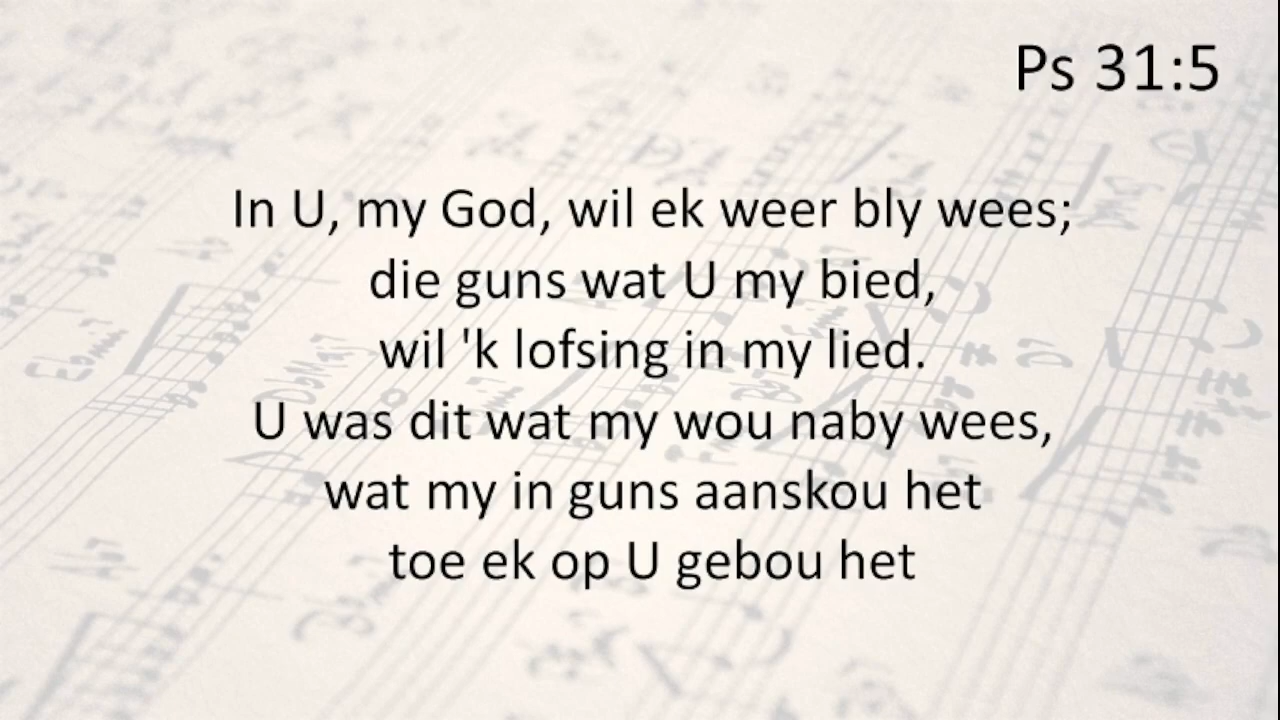 Ps 31:5
In U, my God, wil ek weer bly wees;
die guns wat U my bied,
wil 'k lofsing in my lied.
U was dit wat my wou naby wees,
wat my in guns aanskou het
toe ek op U gebou het